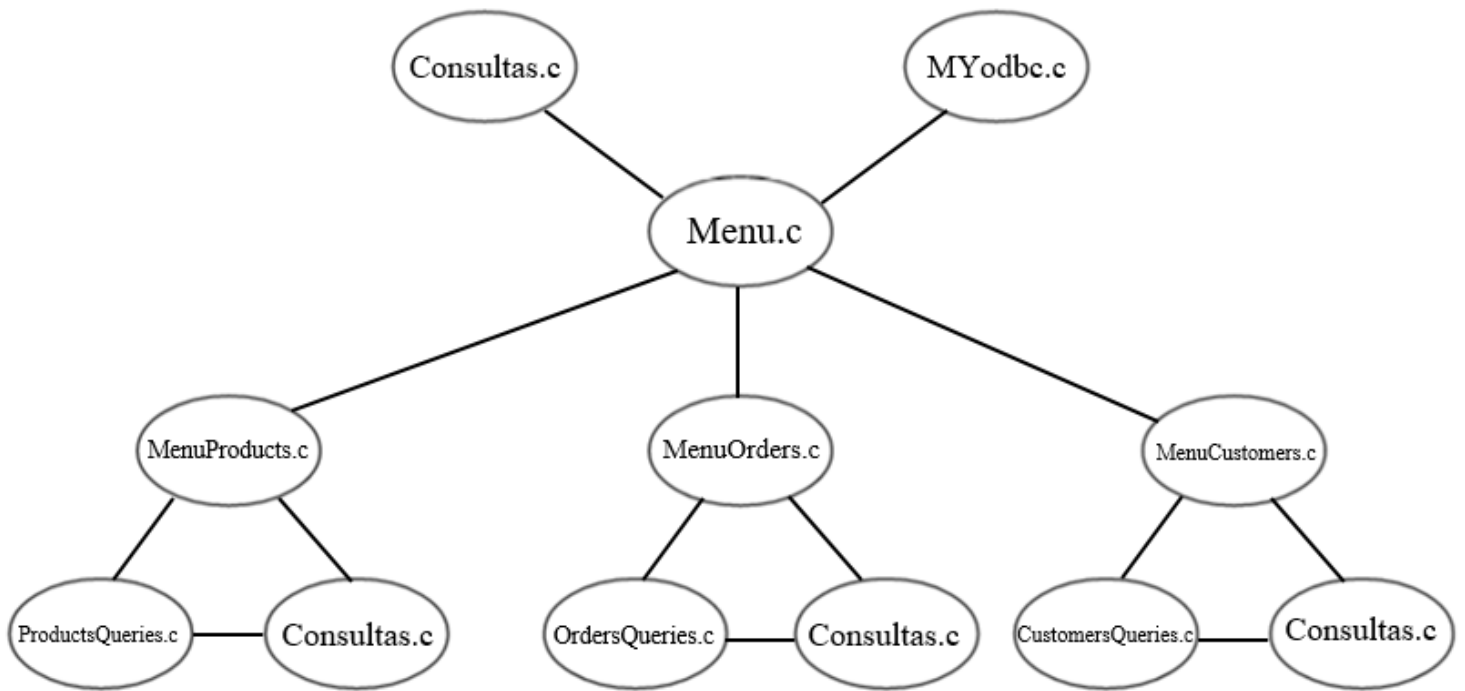 Consultas.c
MYodbc.c
Menu.c
MenuProducts.c
MenuOrders.c
MenuCustomers.c
ProductsQueries.c
Consultas.c
OrdersQueries.c
Consultas.c
CustomersQueries.c
Consultas.c